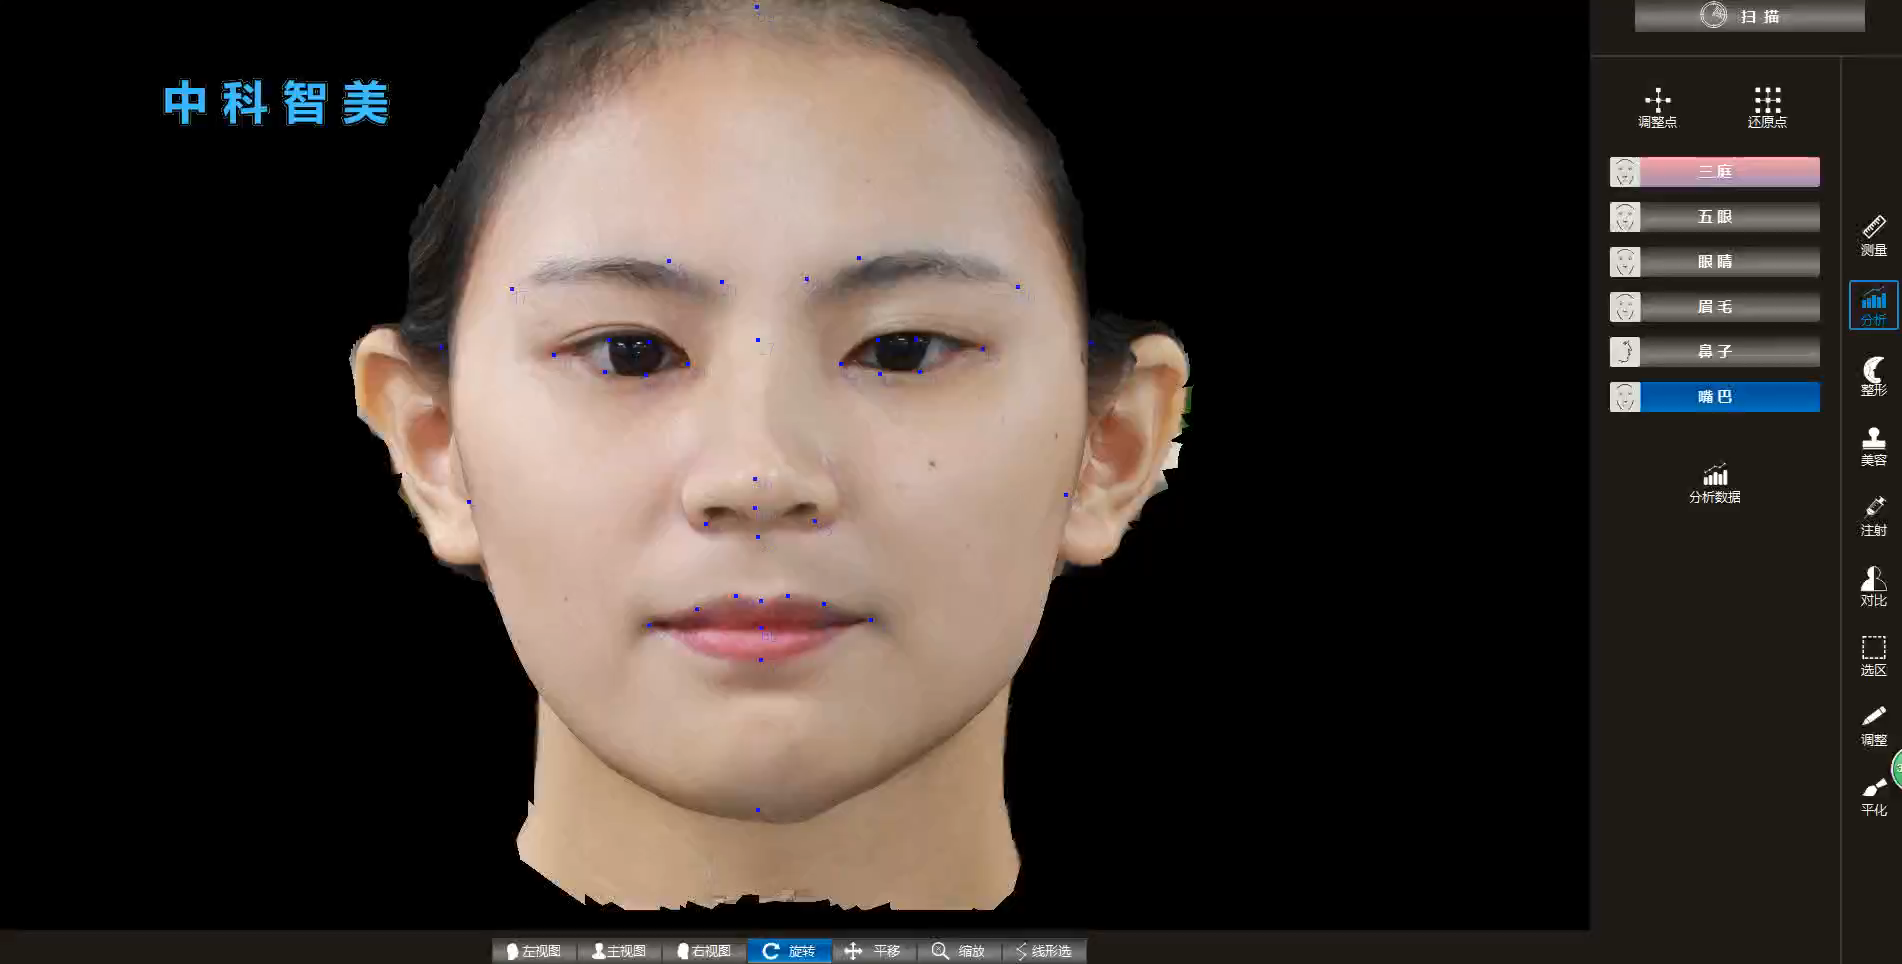 扫描
中科智美
调整点 还原点
三庭
五眼
眼睛
眉毛
鼻子
嘴巴
分析数据
测量
分析
整形
美容
注射
对比
选区
调整
平化
左视图 主视图 右视图 旋转 平移 缩放 线形选